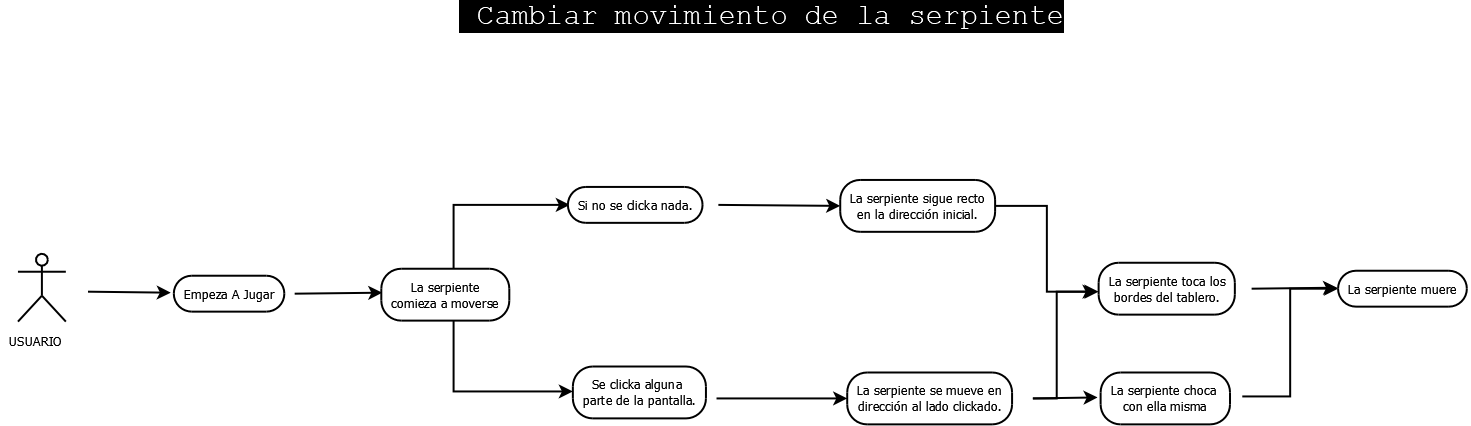 Cambiar movimiento de la serpiente
USUARIO
Empeza A Jugar
La serpiente
comieza a moverse
Si no se clicka nada.
La serpiente sigue recto
en la dirección inicial.
Se clicka alguna
parte de la pantalla.
La serpiente se mueve en
dirección al lado clickado.
La serpiente toca los
bordes del tablero.
La serpiente choca
con ella misma
La serpiente muere